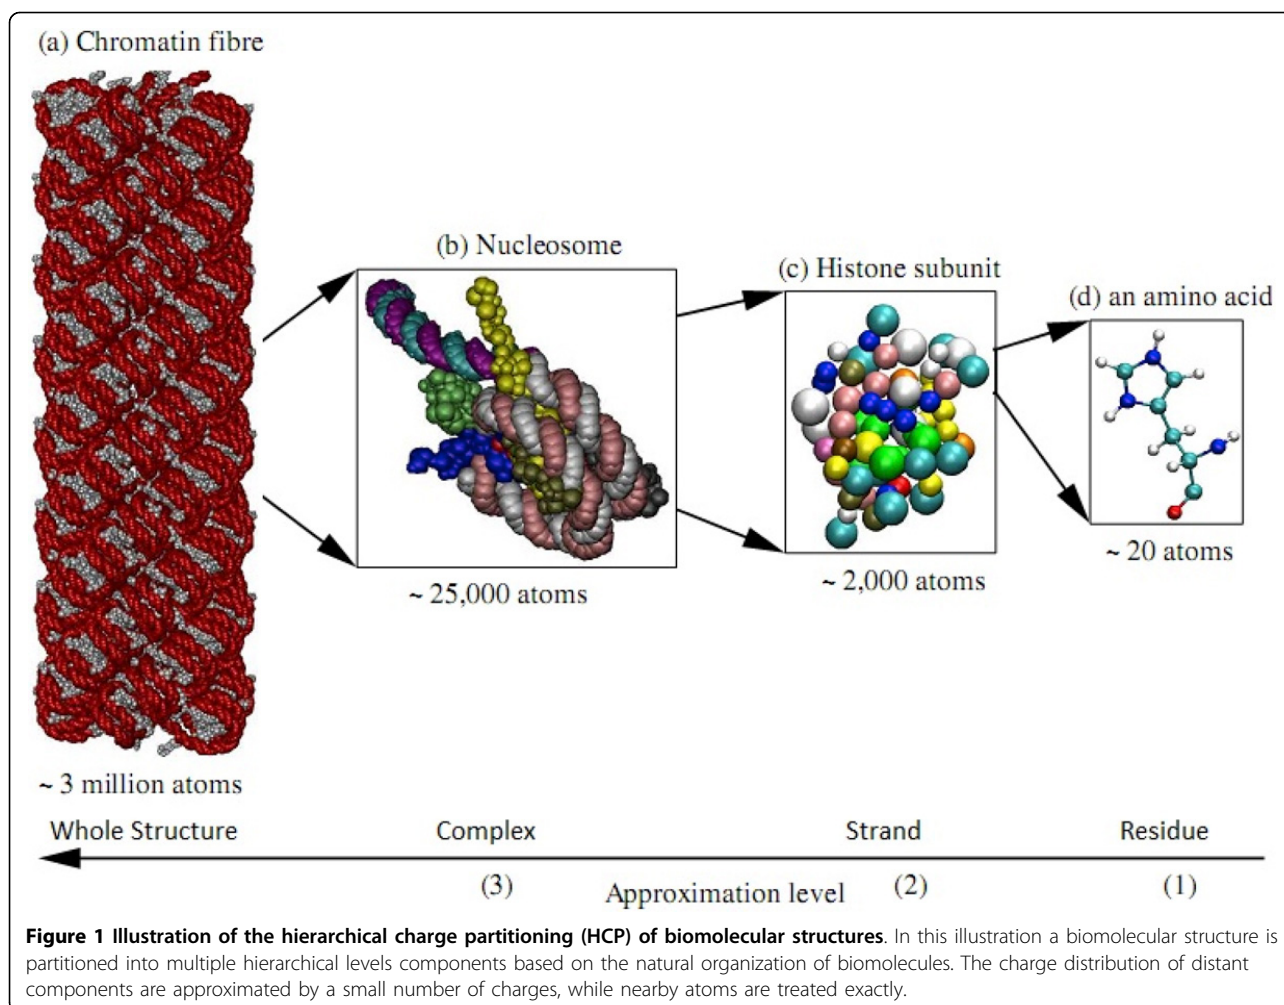 (a) Chromatin fibre
(b) Nucleosome
(c) Histone subunit
(d) an amino acid
~ 20 atoms
~ 2,000 atoms
~ 25,000 atoms
~ 3 million atoms
Whole Structure Complex Strand Residue
(3) Approximation level (2) (1)
Figure 1 Illustration of the hierarchical charge partitioning (HCP) of biomolecular structures. In this illustration a biomolecular structure is
partitioned into multiple hierarchical levels components based on the natural organization of biomolecules. The charge distribution of distant
components are approximated by a small number of charges, while nearby atoms are treated exactly.